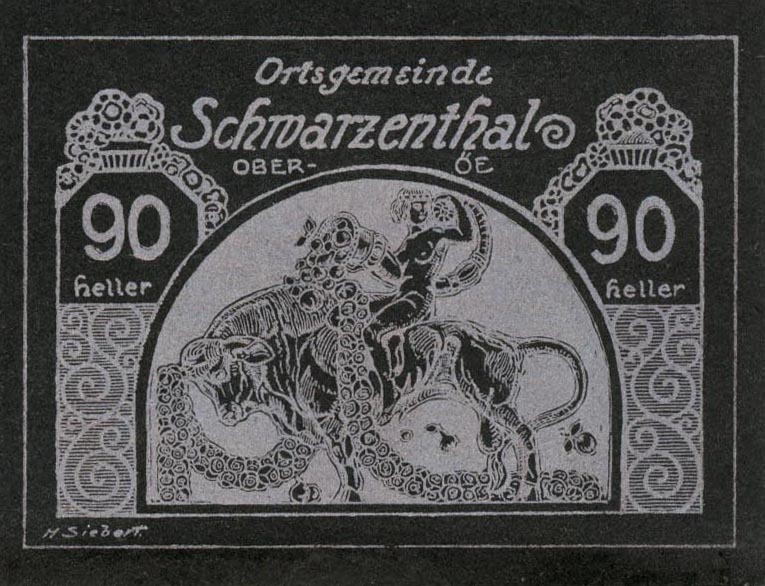 Ortsgemeinde
Schwarzenthal
OBER- ÖE
90 90
heller heller
H Siebert.